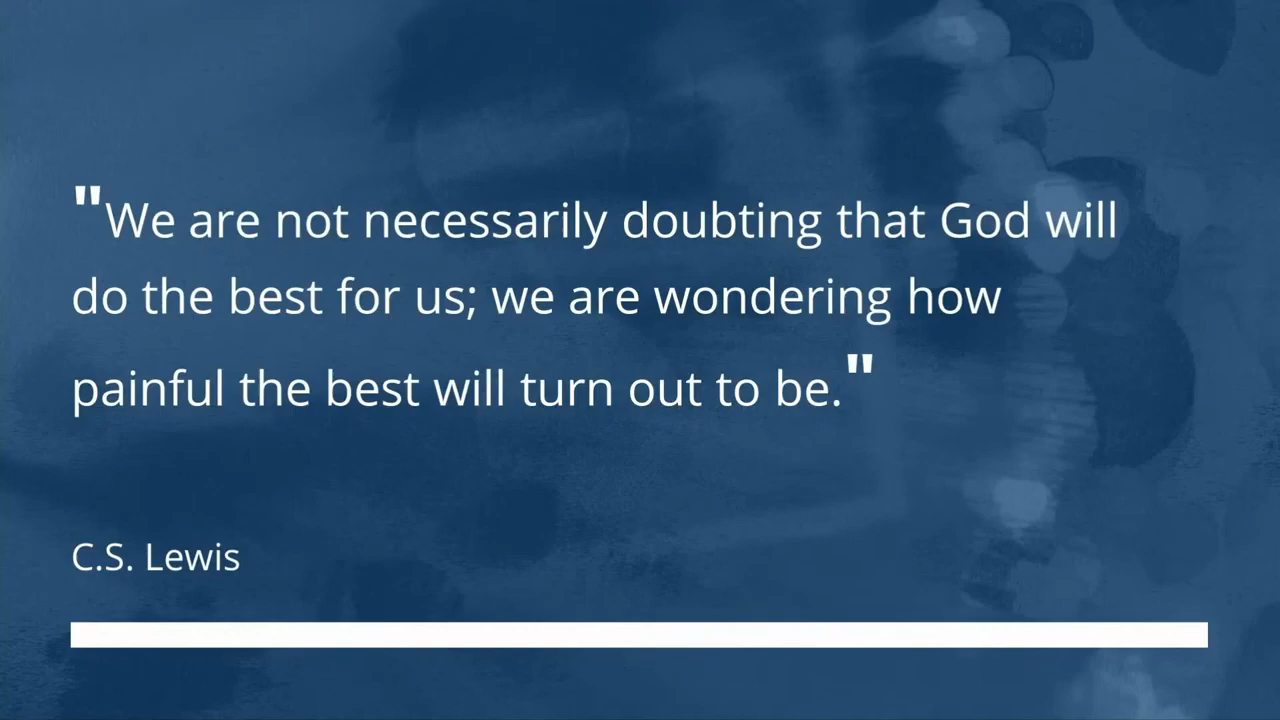 "We are not necessarily doubting that God will
do the best for us; we are wondering how
painful the best will turn out to be."
C.S. Lewis